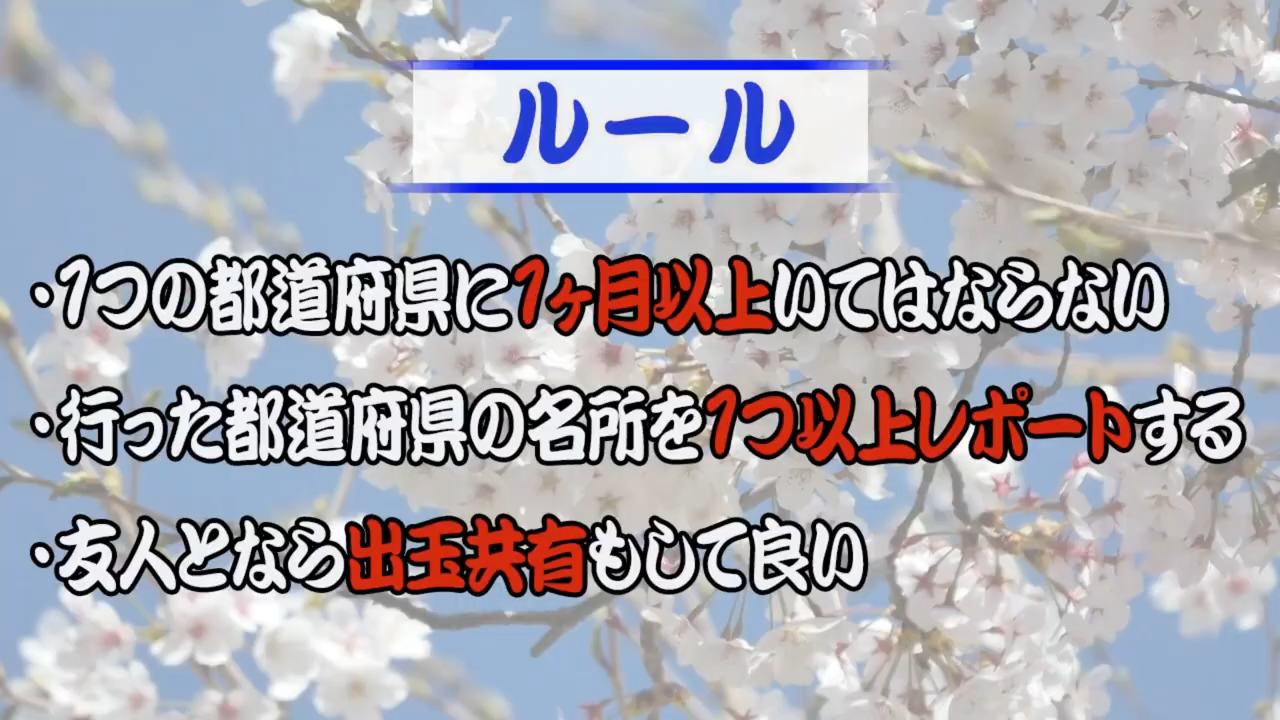 ルール
・1つの都道府県に1ヶ月以上いてはならない
・行った都道府県の名所を1つ以上レポートする
・友人となら出玉共有もして良い